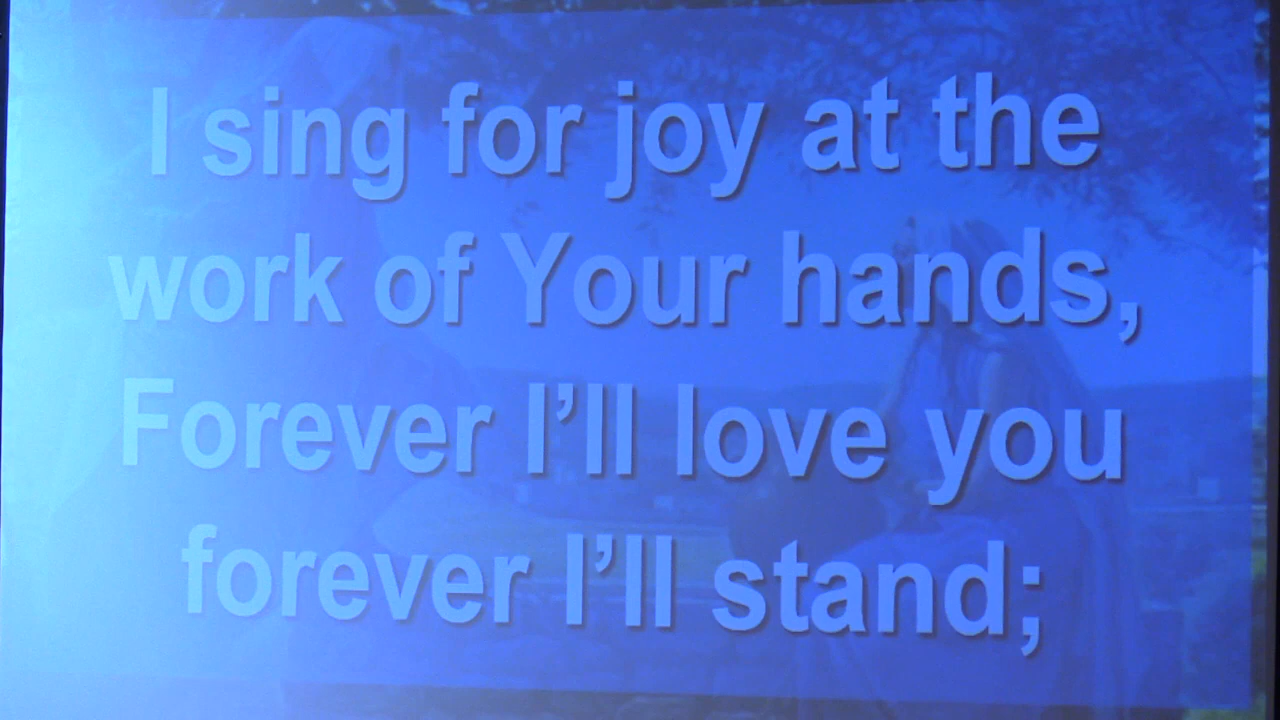 I sing for joy at the
work of Your hands,
Forever I’ll love you
forever I’ll stand;